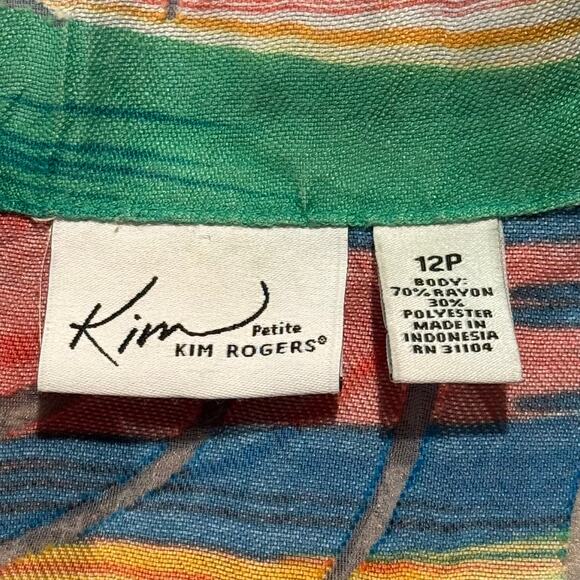 Kim
Petite
KIM ROGERS®
12P
BODY:
70% RAYON
30%
POLYESTER
MADE IN
INDONESIA
RN 31104